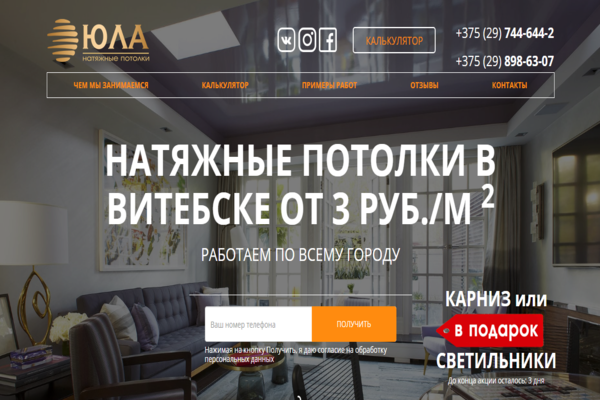 ЮЛА
НАТЯЖНЫЕ ПОТОЛКИ
КАЛЬКУЛЯТОР
+375 (29) 744-644-2
+375 (29) 898-63-07
ЧЕМ МЫ ЗАНИМАЕМСЯ КАЛЬКУЛЯТОР ПРИМЕРЫ РАБОТ ОТЗЫВЫ КОНТАКТЫ
НАТЯЖНЫЕ ПОТОЛКИ В
ВИТЕБСКЕ ОТ 3 РУБ./М 2
РАБОТАЕМ ПО ВСЕМУ ГОРОДУ
Ваш номер телефона ПОЛУЧИТЬ
Нажимая на кнопку Получить, я даю согласие на обработку
персональных данных
КАРНИЗ или
в подарок
СВЕТИЛЬНИКИ
До конца акции осталось: 3 дня